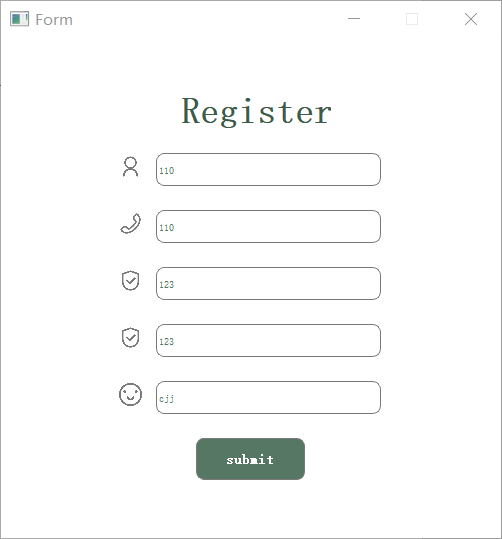 Form
Register
110
110
123
123
cjj
submit